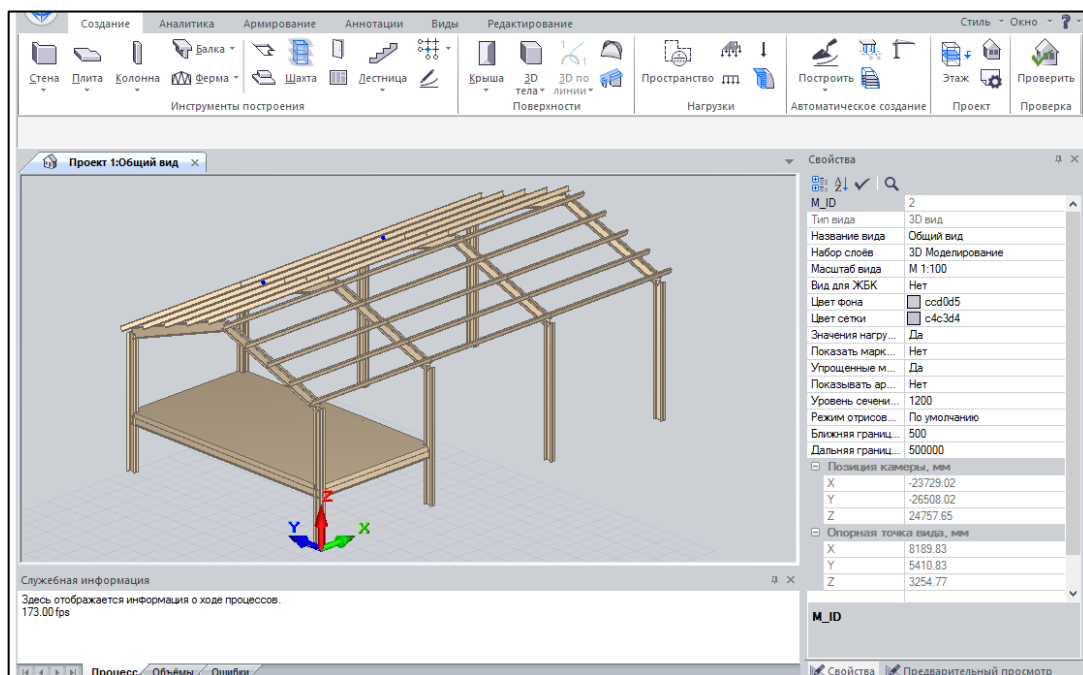 Создание Аналитика Армирование Аннотации Виды Редактирование Стиль Окно ?
Балка
Стена Плита Колонна Ферма Шахта Лестница Крыша 3D тела 3D по линии Пространство Построить Этаж Проверить
Инструменты построения Поверхности Нагрузки Автоматическое создание Проект Проверка
Проект 1:Общий вид
Свойства
M_ID 2
Тип вида 3D вид
Название вида Общий вид
Набор слоёв 3D Моделирование
Масштаб вида М 1:100
Вид для ЖБК Нет
Цвет фона ccd0d5
Цвет сетки c4c3d4
Значения нагру... Да
Показать марк... Нет
Упрощенные м... Да
Показывать ар... Нет
Уровень сечени... 1200
Режим отрисов... По умолчанию
Ближняя границ... 500
Дальняя границ... 500000
Позиция камеры, мм
X -23729.02
Y -26508.02
Z 24757.65
Опорная точка вида, мм
X 8189.83
Y 5410.83
Z 3254.77
Z
Y X
Служебная информация
Здесь отображается информация о ходе процессов.
173.00 fps
M_ID
Процесс Объёмы Ошибки
Свойства Предварительный просмотр